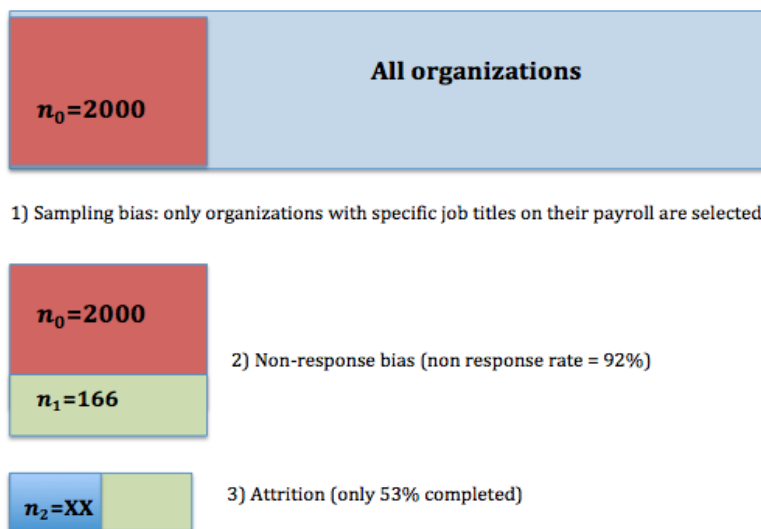 All organizations
n₀=2000
1) Sampling bias: only organizations with specific job titles on their payroll are selected
n₀=2000
2) Non-response bias (non response rate = 92%)
n₁=166
3) Attrition (only 53% completed)
n₂=XX